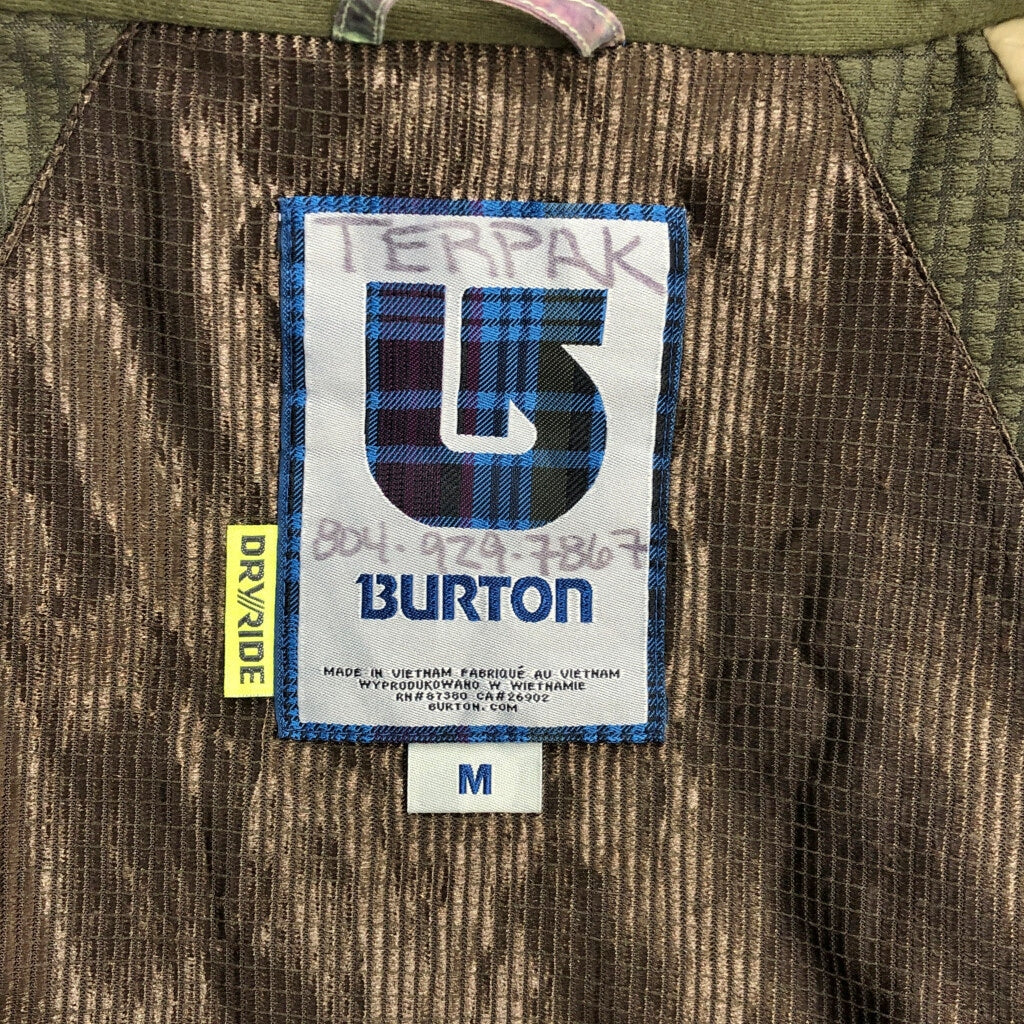 TERPAK
804.929.7867
BURTON
DRY//RIDE
MADE IN VIETNAM FABRIQUÉ AU VIETNAM
WYPRODUKOWANO W WIETNAMIE
RN#87380 CA#26902
BURTON.COM
M